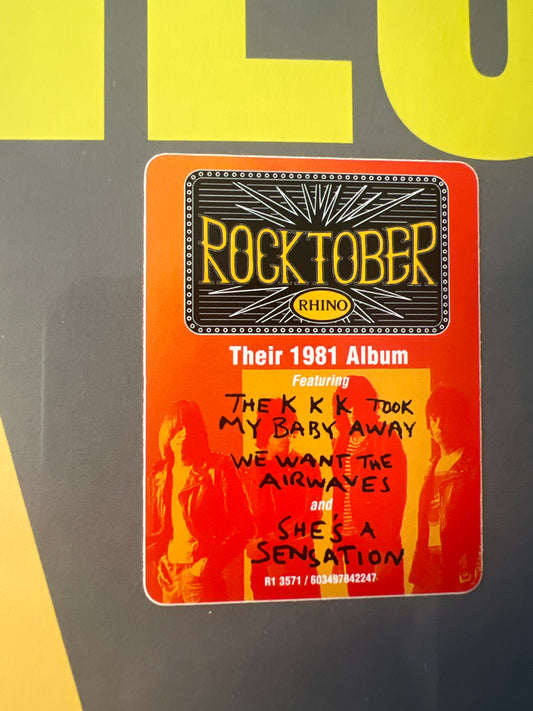 ROCKTOBER
RHINO
Their 1981 Album
Featuring
THE K K K TOOK
MY BABY AWAY
WE WANT THE
AIRWAVES
and
SHE'S A
SENSATION
R1 3571 / 603497842247